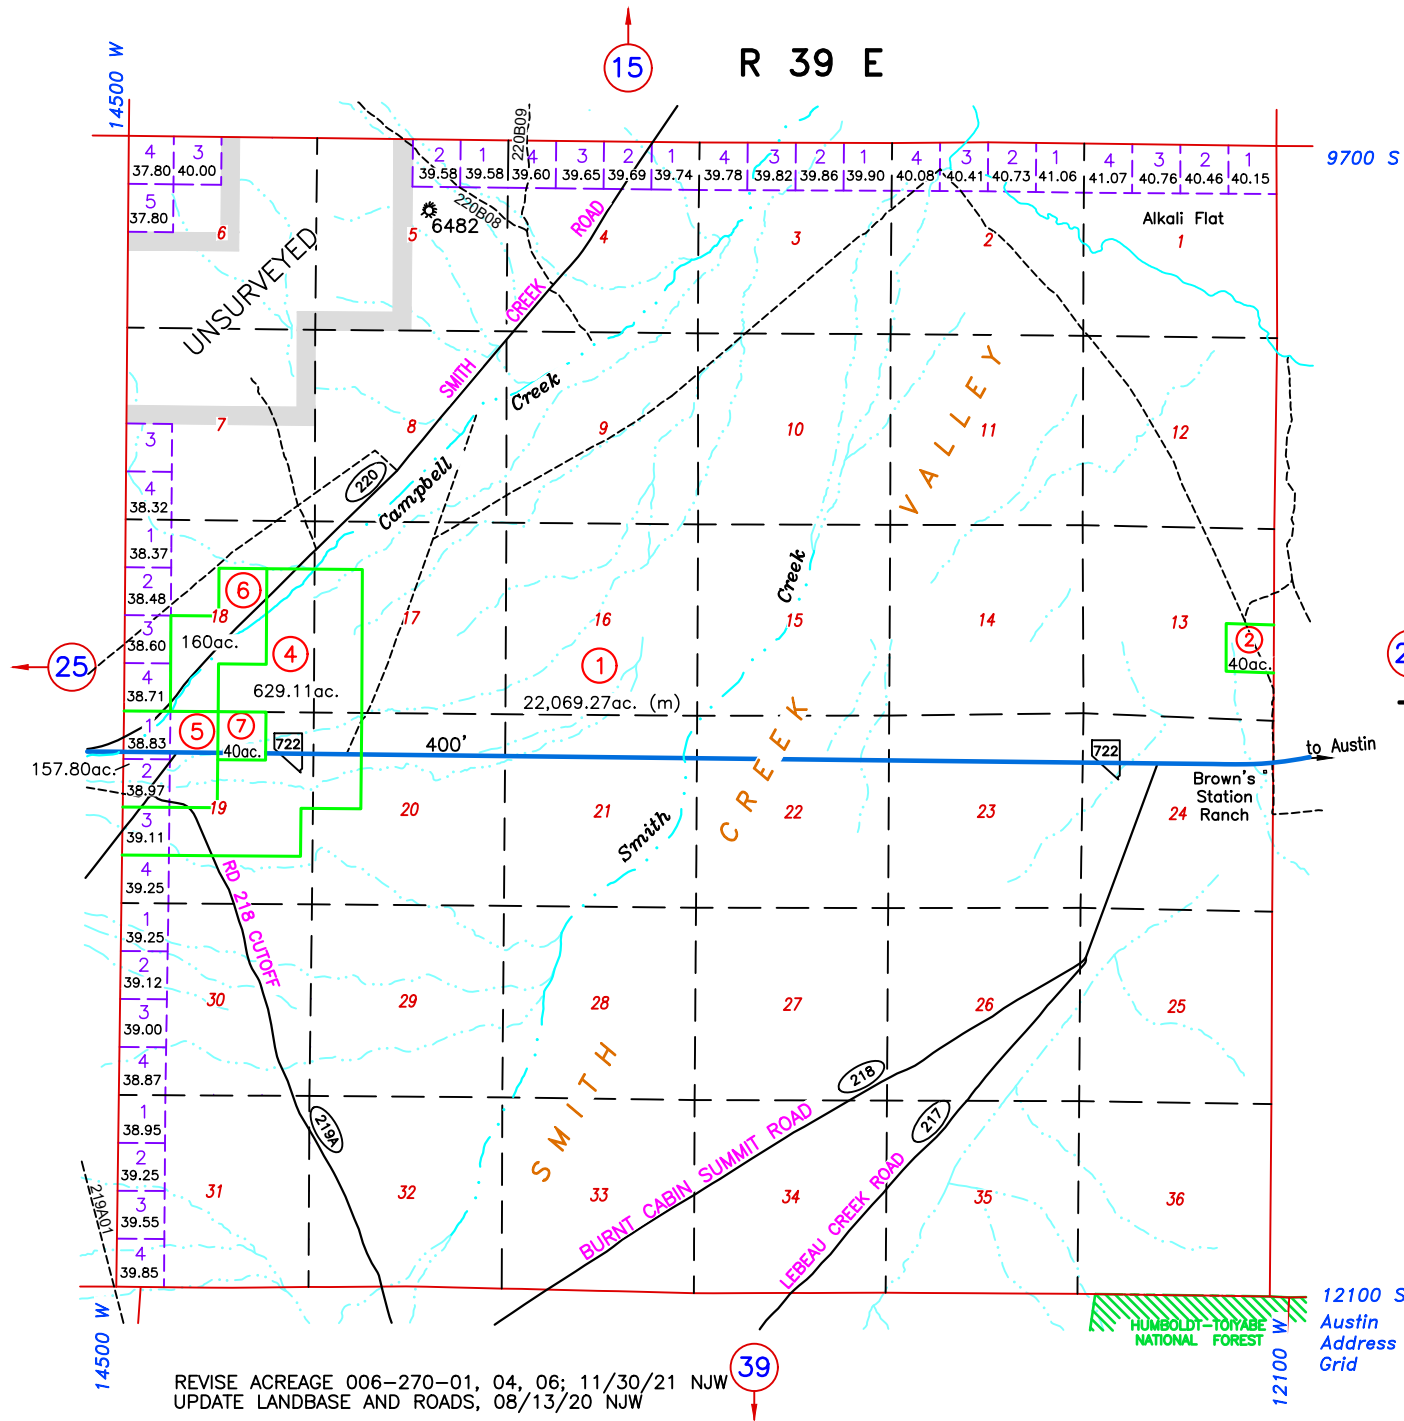 15
R 39 E
14500 W
9700 S
4 3 2 1 4 3 2 1 4 3 2 1 4 3 2 1 4 3 2 1
37.80 40.00 39.58 39.58 39.60 39.65 39.69 39.74 39.78 39.82 39.86 39.90 40.08 40.41 40.73 41.06 41.07 40.76 40.46 40.15
5
37.80
220B09
220B08
6482
Alkali Flat
6 5 4 3 2 1
UNSURVEYED
SMITH CREEK ROAD
Campbell Creek
7 8 9 10 11 12
3
4
38.32
220
1
38.37
2
38.48
3
38.60
4
38.71
6
18 17 16 15 14 13
160ac.
4
629.11ac.
1
22,069.27ac. (m)
2
40ac.
25
2
5
7
40ac.
1
38.83
722
400'
722
to Austin
157.80ac.
2
38.97
Brown's
Station
Ranch
19 20 21 22 23 24
3
39.11
4
39.25
Smith Creek
SMITH CREEK VALLEY
RD 218 CUTOFF
1
39.25
2
39.12
3
39.00
4
38.87
30 29 28 27 26 25
1
38.95
2
39.25
3
39.55
4
39.85
219A
219A01
218
217
BURNT CABIN SUMMIT ROAD
LEBEAU CREEK ROAD
31 32 33 34 35 36
12100 S
Austin
Address
Grid
HUMBOLDT-TOIYABE
NATIONAL FOREST
14500 W
12100 W
39
REVISE ACREAGE 006-270-01, 04, 06; 11/30/21 NJW
UPDATE LANDBASE AND ROADS, 08/13/20 NJW